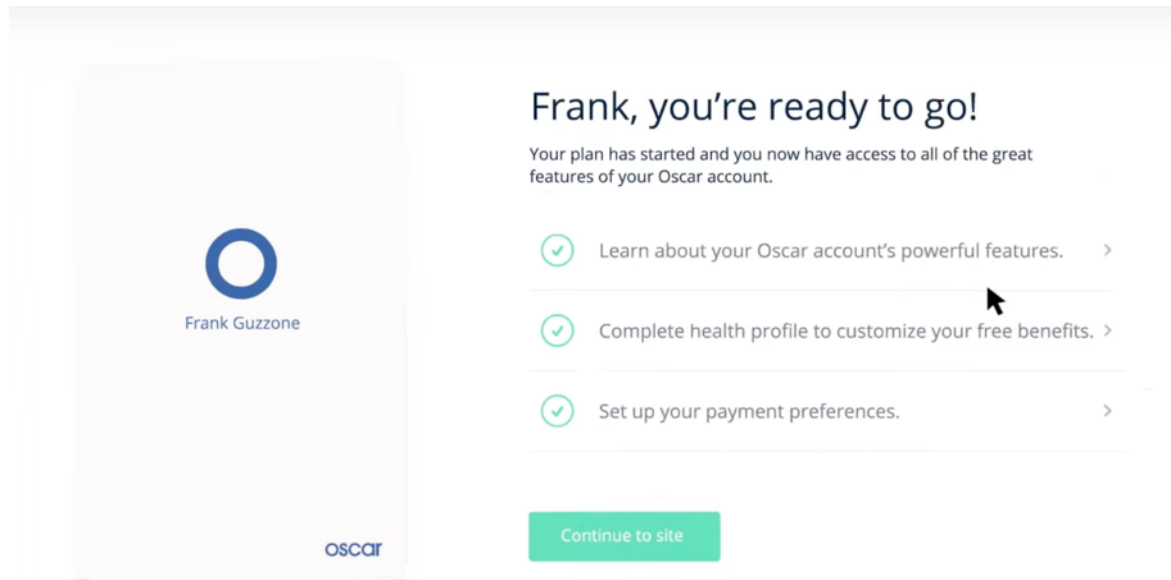 Frank Guzzone
oscar
Frank, you're ready to go!
Your plan has started and you now have access to all of the great
features of your Oscar account.
Learn about your Oscar account's powerful features.
Complete health profile to customize your free benefits.
Set up your payment preferences.
Continue to site